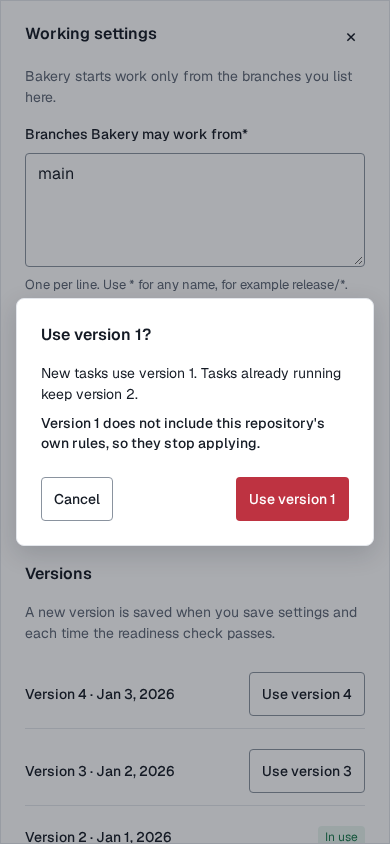 Working settings
×
Bakery starts work only from the branches you list
here.
Branches Bakery may work from*
main
One per line. Use * for any name, for example release/*.
Use version 1?
New tasks use version 1. Tasks already running
keep version 2.
Version 1 does not include this repository's
own rules, so they stop applying.
Cancel
Use version 1
Versions
A new version is saved when you save settings and
each time the readiness check passes.
Version 4 · Jan 3, 2026
Use version 4
Version 3 · Jan 2, 2026
Use version 3
Version 2 · Jan 1, 2026
In use